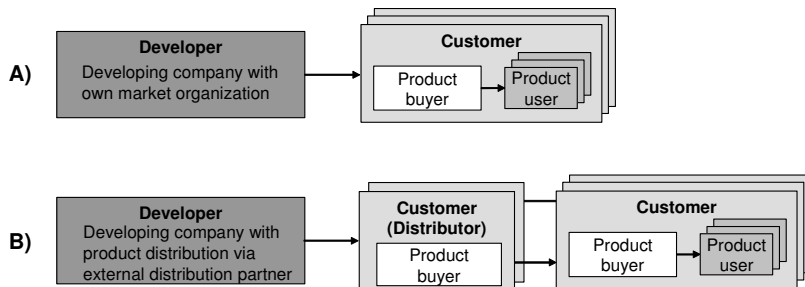 A)
Developer
Developing company with
own market organization
Customer
Product
buyer
Product
user
B)
Developer
Developing company with
product distribution via
external distribution partner
Customer
(Distributor)
Product
buyer
Customer
Product
buyer
Product
user